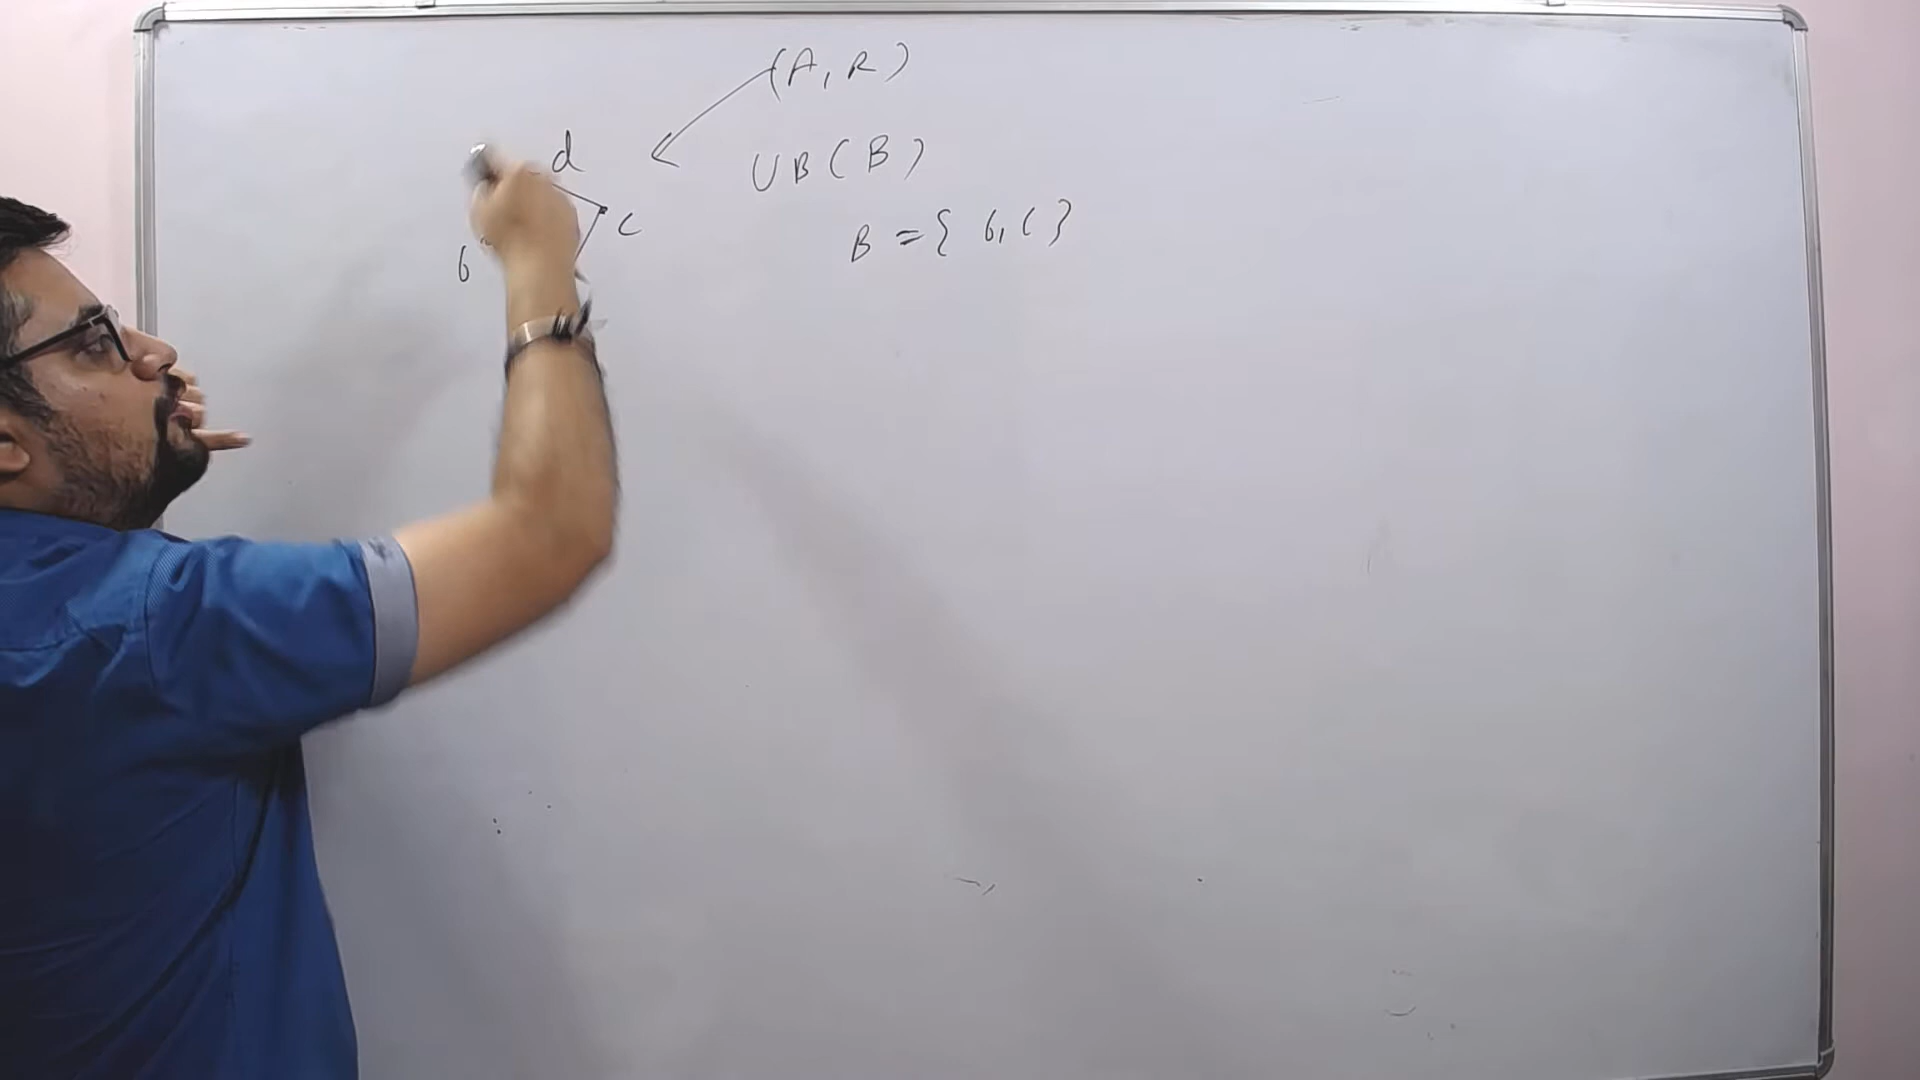 (A, R)
d
UB(B)
c
B = { b, c }
b